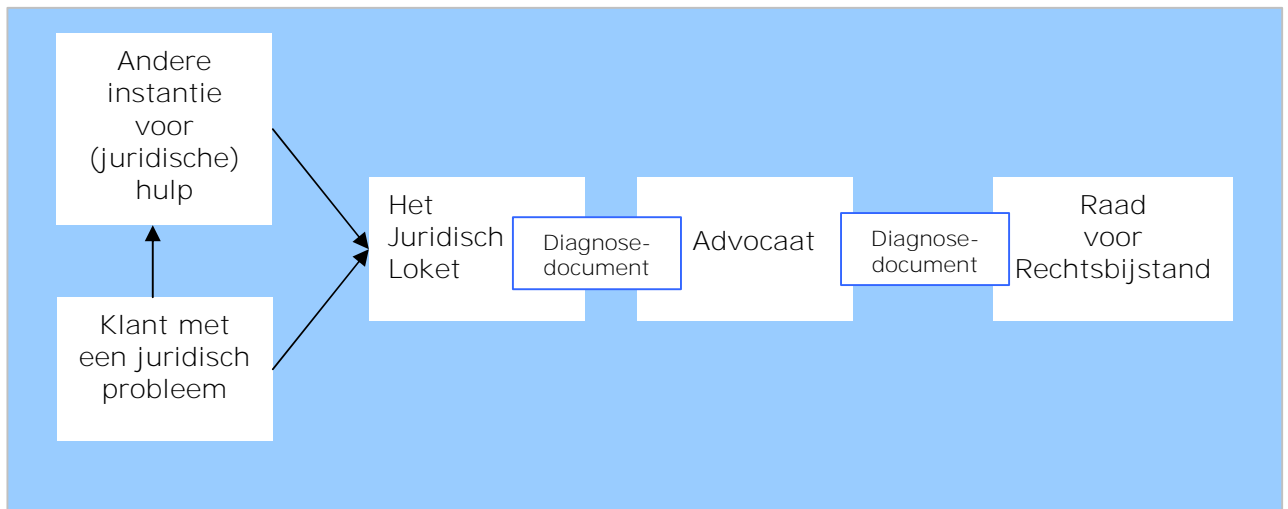 Andere
instantie
voor
(juridische)
hulp
Klant met
een juridisch
probleem
Het
Juridisch
Loket
Diagnose-
document
Advocaat
Diagnose-
document
Raad
voor
Rechtsbijstand